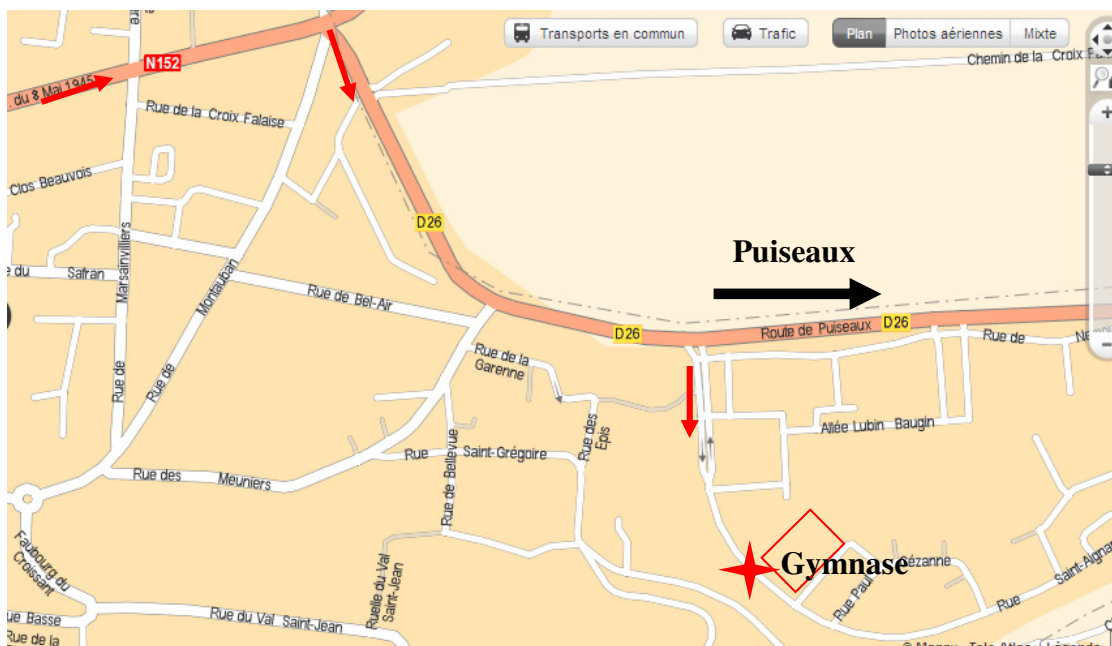 Transports en commun
Trafic
Plan
Photos aériennes
Mixte
N152
du 8 Mai 1945
Chemin de la Croix
Rue de la Croix Falaise
Clos Beauvois
Marsainvilliers
Rue de
Safran
Montauban
Rue de
D26
Puiseaux
Rue de Bel-Air
D26
Route de Puiseaux
D26
Rue de
Rue de la
Garenne
Rue des
Epis
Allée Lubin Baugin
Rue des Meuniers
Rue Saint-Grégoire
Rue de Bellevue
Faubourg du
Croissant
Ruelle du Val
Saint-Jean
Gymnase
Rue Paul Cézanne
Rue Saint-Aignan
Rue du Val Saint-Jean
Rue Basse
Rue de la